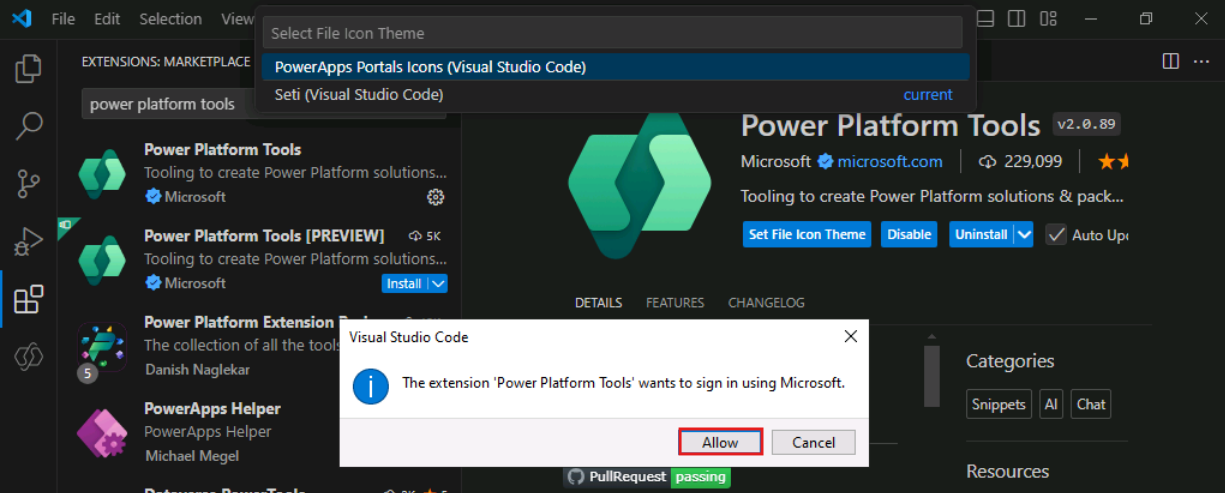 File Edit Selection View
Select File Icon Theme
PowerApps Portals Icons (Visual Studio Code)
Seti (Visual Studio Code) current
EXTENSIONS: MARKETPLACE
power platform tools
Power Platform Tools
Tooling to create Power Platform solutions...
Microsoft
Power Platform Tools [PREVIEW] 5K
Tooling to create Power Platform solutions...
Microsoft Install
Power Platform Extension
The collection of all the tools
5 Danish Naglekar
PowerApps Helper
PowerApps Helper
Michael Megel
Dataverse PowerTools 5
Power Platform Tools v2.0.89
Microsoft microsoft.com 229,099
Tooling to create Power Platform solutions & pack...
Set File Icon Theme Disable Uninstall Auto
DETAILS FEATURES CHANGELOG
Visual Studio Code
The extension 'Power Platform Tools' wants to sign in using Microsoft.
Allow Cancel
Categories
Snippets AI Chat
Resources
PullRequest passing